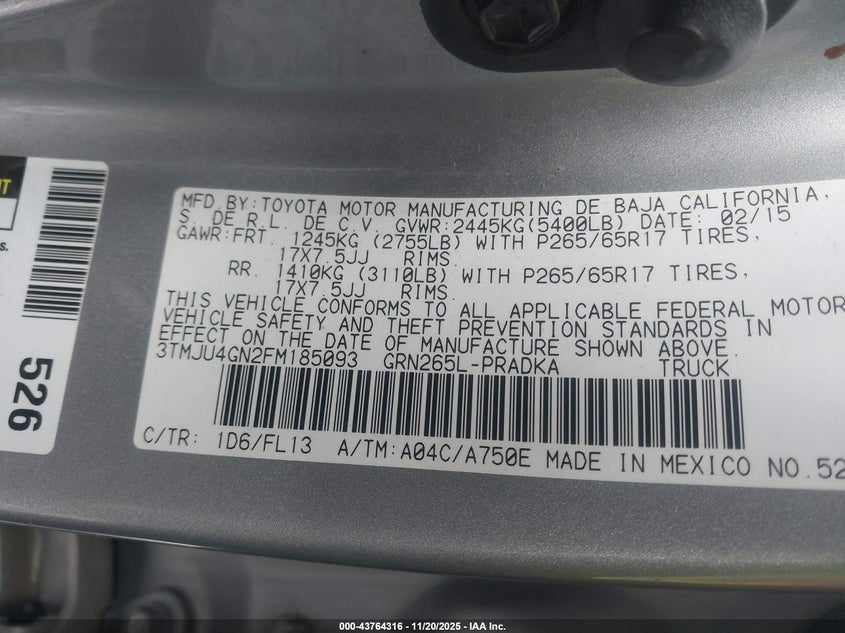 NT
s.
526
MFD.BY:TOYOTA MOTOR MANUFACTURING DE BAJA CALIFORNIA,
S. DE R.L. DE C.V. GVWR:2445KG(5400LB) DATE: 02/15
GAWR:FRT. 1245KG (2755LB) WITH P265/65R17 TIRES,
17X7.5JJ RIMS
RR. 1410KG (3110LB) WITH P265/65R17 TIRES,
17X7.5JJ RIMS
THIS VEHICLE CONFORMS TO ALL APPLICABLE FEDERAL MOTOR
VEHICLE SAFETY AND THEFT PREVENTION STANDARDS IN
EFFECT ON THE DATE OF MANUFACTURE SHOWN ABOVE.
3TMJU4GN2FM185093 GRN265L-PRADKA TRUCK
C/TR: 1D6/FL13 A/TM:A04C/A750E MADE IN MEXICO NO.52
000-43764316 - 11/20/2025 - IAA Inc.